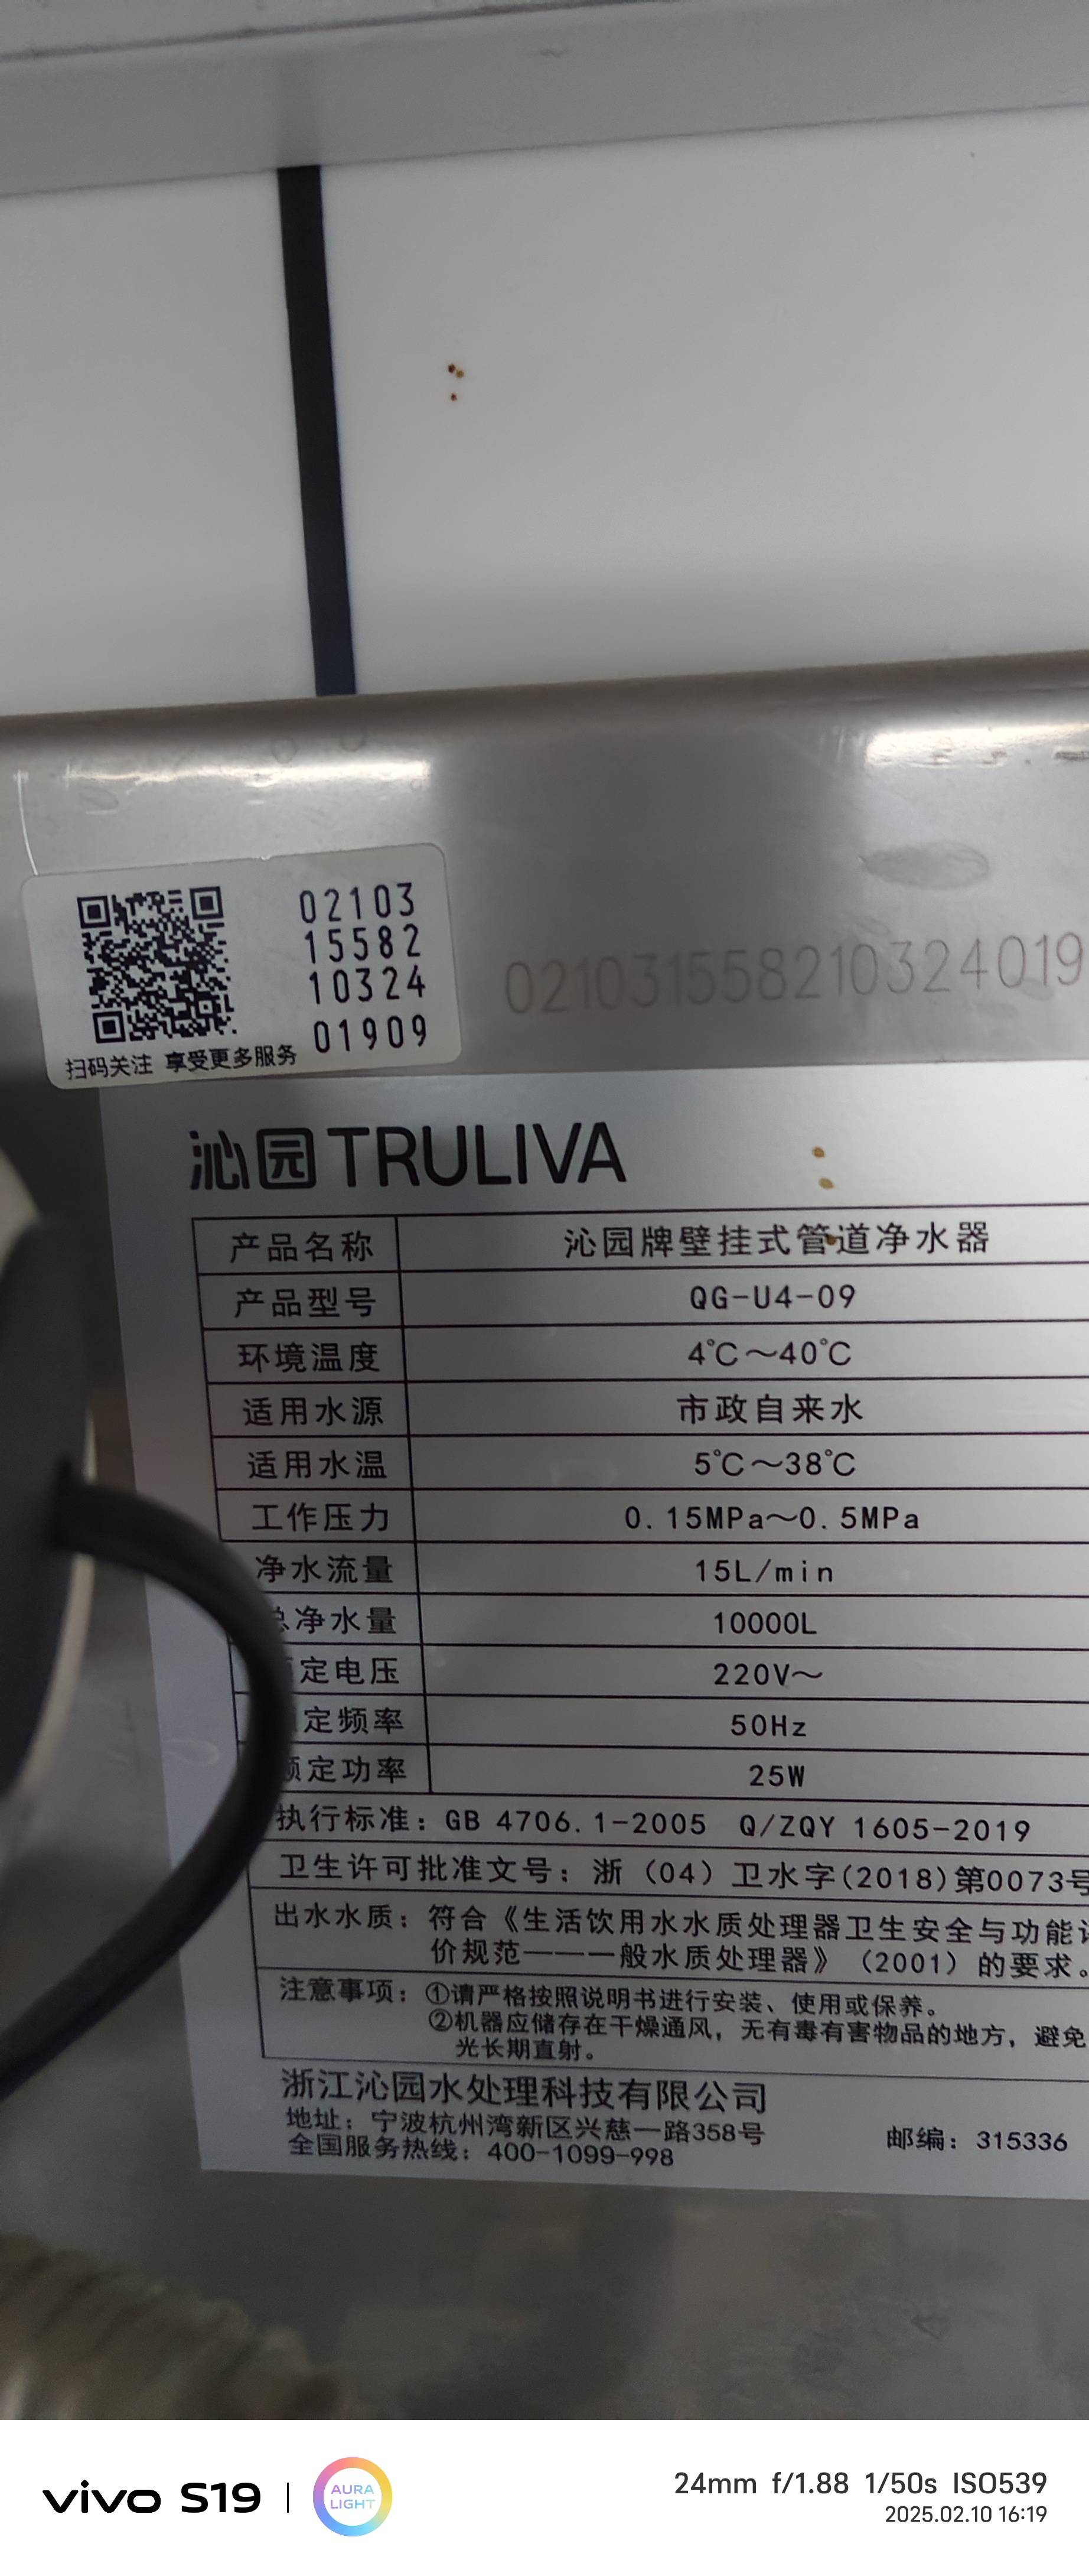 02103
15582
10324
01909
扫码关注 享受更多服务
021031558210324019
沁园 TRULIVA
产品名称 沁园牌壁挂式管道净水器
产品型号 QG-U4-09
环境温度 4℃～40℃
适用水源 市政自来水
适用水温 5℃～38℃
工作压力 0.15MPa～0.5MPa
净水流量 15L/min
净水量 10000L
定电压 220V～
定频率 50Hz
额定功率 25W
执行标准：GB 4706.1-2005 Q/ZQY 1605-2019
卫生许可批准文号：浙（04）卫水字(2018)第0073号
出水水质：符合《生活饮用水水质处理器卫生安全与功能
价规范——一般水质处理器》（2001）的要求。
注意事项：①请严格按照说明书进行安装、使用或保养。
②机器应储存在干燥通风，无有毒有害物品的地方，避免
光长期直射。
浙江沁园水处理科技有限公司
地址：宁波杭州湾新区兴慈一路358号 邮编：315336
全国服务热线：400-1099-998
vivo S19 | AURA LIGHT
24mm f/1.88 1/50s ISO539
2025.02.10 16:19